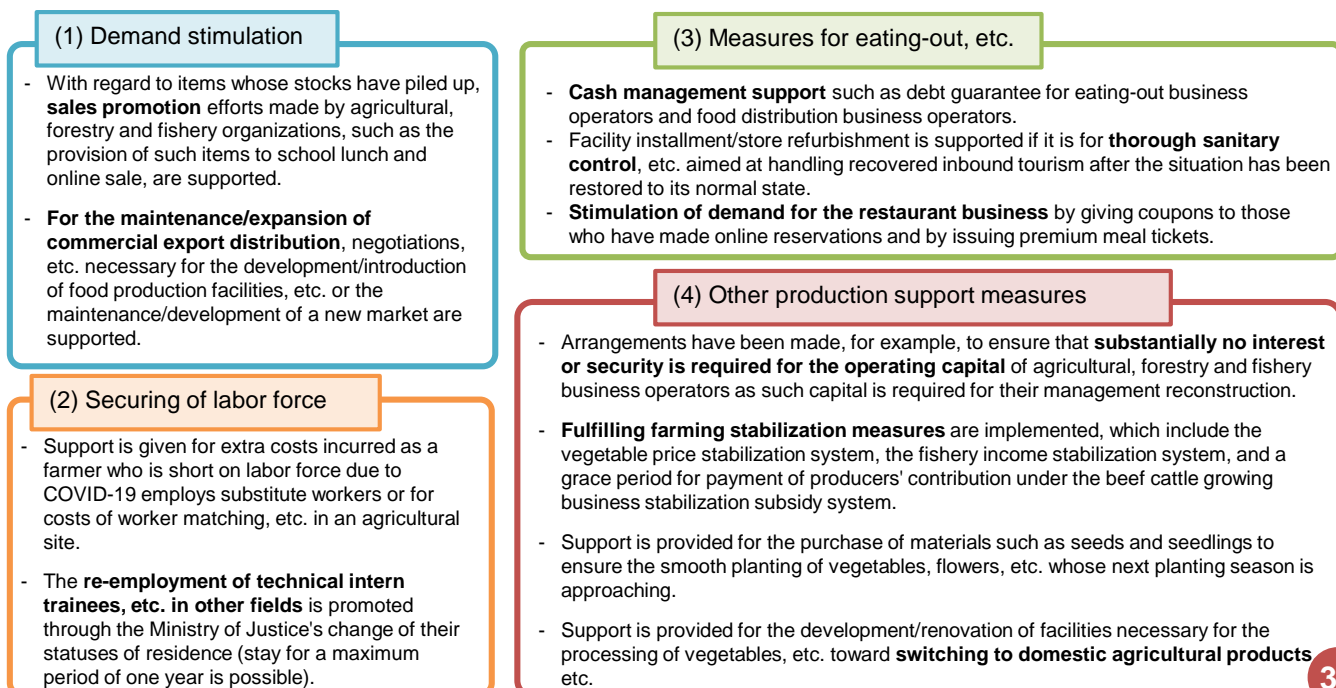 (1) Demand stimulation
- With regard to items whose stocks have piled up,
sales promotion efforts made by agricultural,
forestry and fishery organizations, such as the
provision of such items to school lunch and
online sale, are supported.
- For the maintenance/expansion of
commercial export distribution, negotiations,
etc. necessary for the development/introduction
of food production facilities, etc. or the
maintenance/development of a new market are
supported.
(2) Securing of labor force
- Support is given for extra costs incurred as a
farmer who is short on labor force due to
COVID-19 employs substitute workers or for
costs of worker matching, etc. in an agricultural
site.
- The re-employment of technical intern
trainees, etc. in other fields is promoted
through the Ministry of Justice's change of their
statuses of residence (stay for a maximum
period of one year is possible).
(3) Measures for eating-out, etc.
- Cash management support such as debt guarantee for eating-out business
operators and food distribution business operators.
- Facility installment/store refurbishment is supported if it is for thorough sanitary
control, etc. aimed at handling recovered inbound tourism after the situation has been
restored to its normal state.
- Stimulation of demand for the restaurant business by giving coupons to those
who have made online reservations and by issuing premium meal tickets.
(4) Other production support measures
- Arrangements have been made, for example, to ensure that substantially no interest
or security is required for the operating capital of agricultural, forestry and fishery
business operators as such capital is required for their management reconstruction.
- Fulfilling farming stabilization measures are implemented, which include the
vegetable price stabilization system, the fishery income stabilization system, and a
grace period for payment of producers' contribution under the beef cattle growing
business stabilization subsidy system.
- Support is provided for the purchase of materials such as seeds and seedlings to
ensure the smooth planting of vegetables, flowers, etc. whose next planting season is
approaching.
- Support is provided for the development/renovation of facilities necessary for the
processing of vegetables, etc. toward switching to domestic agricultural products
etc.
3